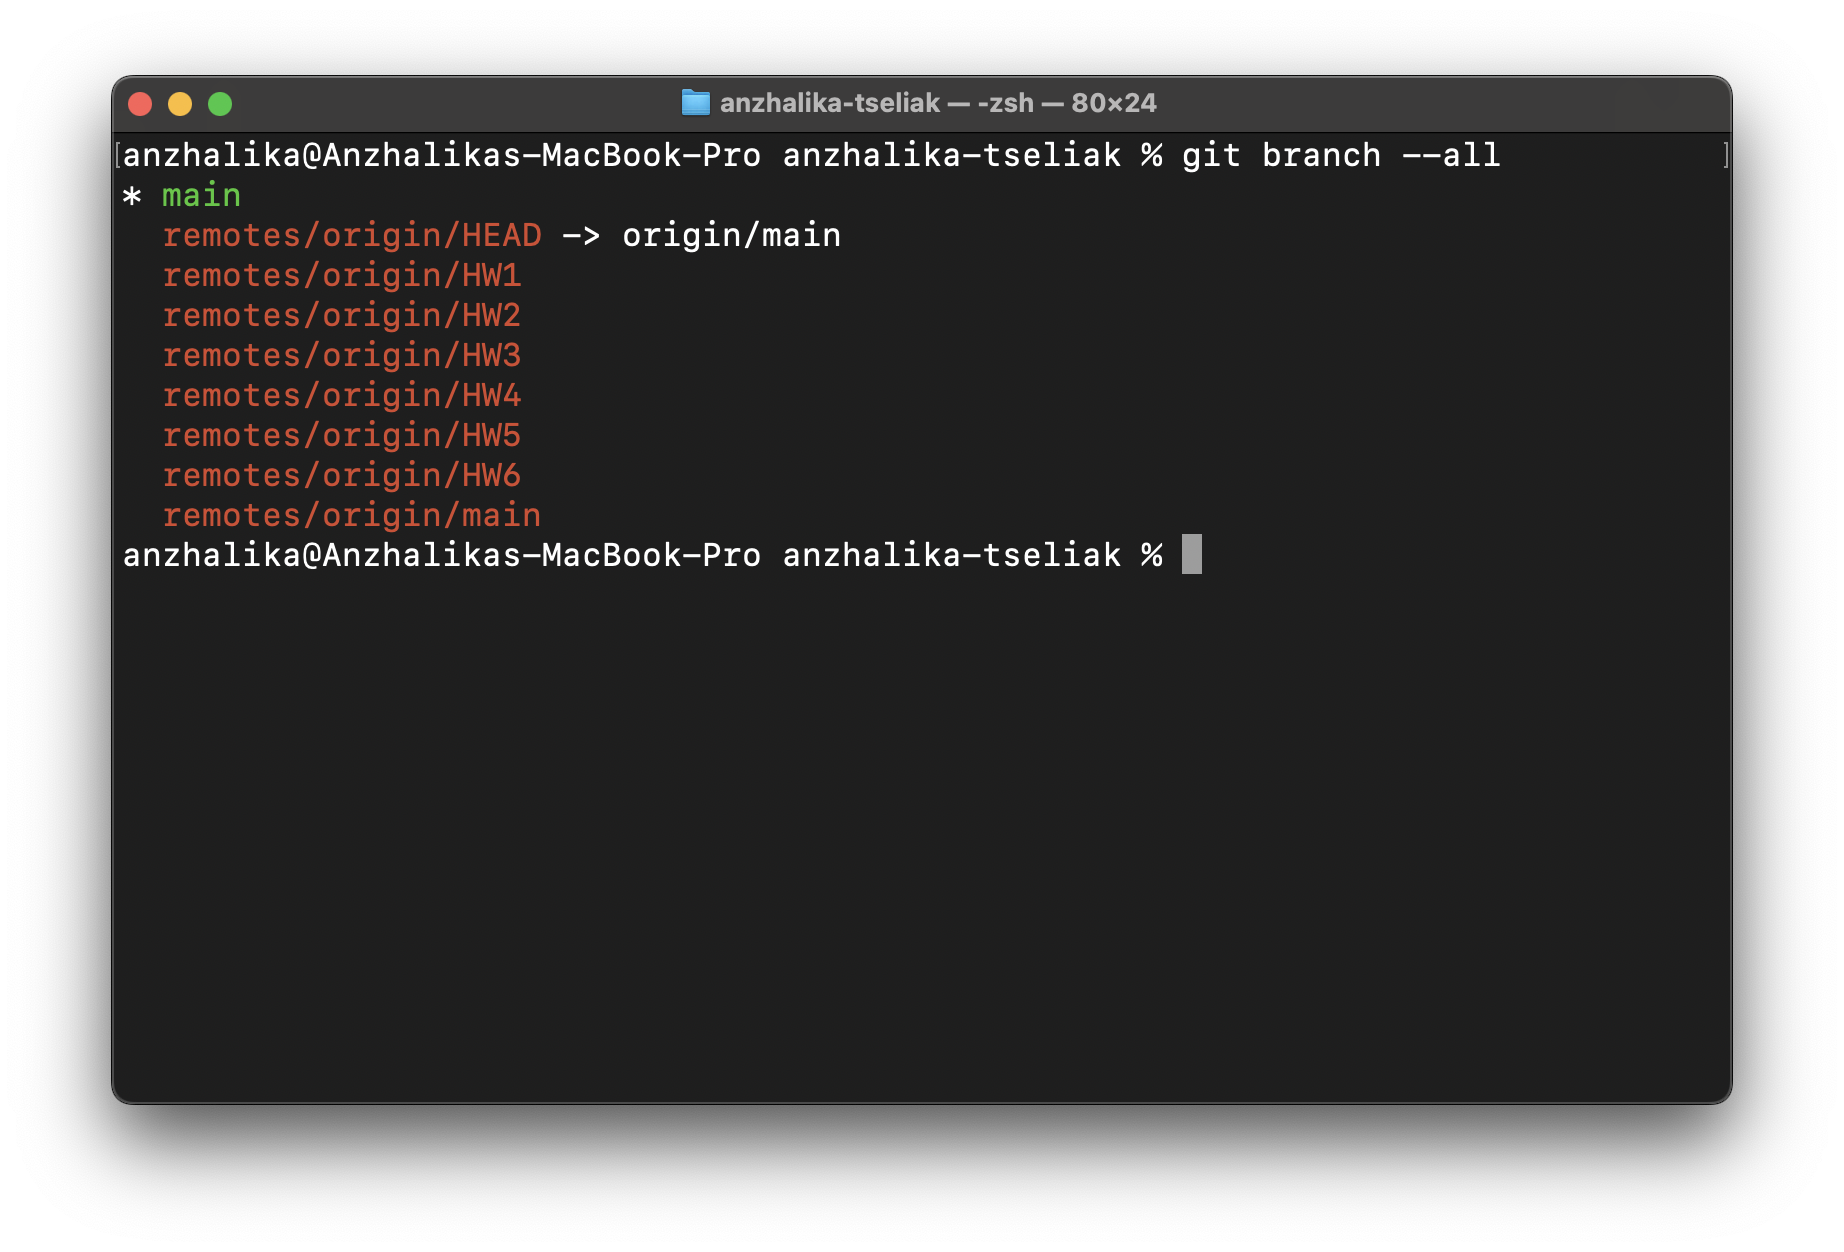 anzhalika-tseliak — -zsh — 80×24
[anzhalika@Anzhalikas-MacBook-Pro anzhalika-tseliak % git branch --all ]
* main
  remotes/origin/HEAD -> origin/main
  remotes/origin/HW1
  remotes/origin/HW2
  remotes/origin/HW3
  remotes/origin/HW4
  remotes/origin/HW5
  remotes/origin/HW6
  remotes/origin/main
anzhalika@Anzhalikas-MacBook-Pro anzhalika-tseliak %